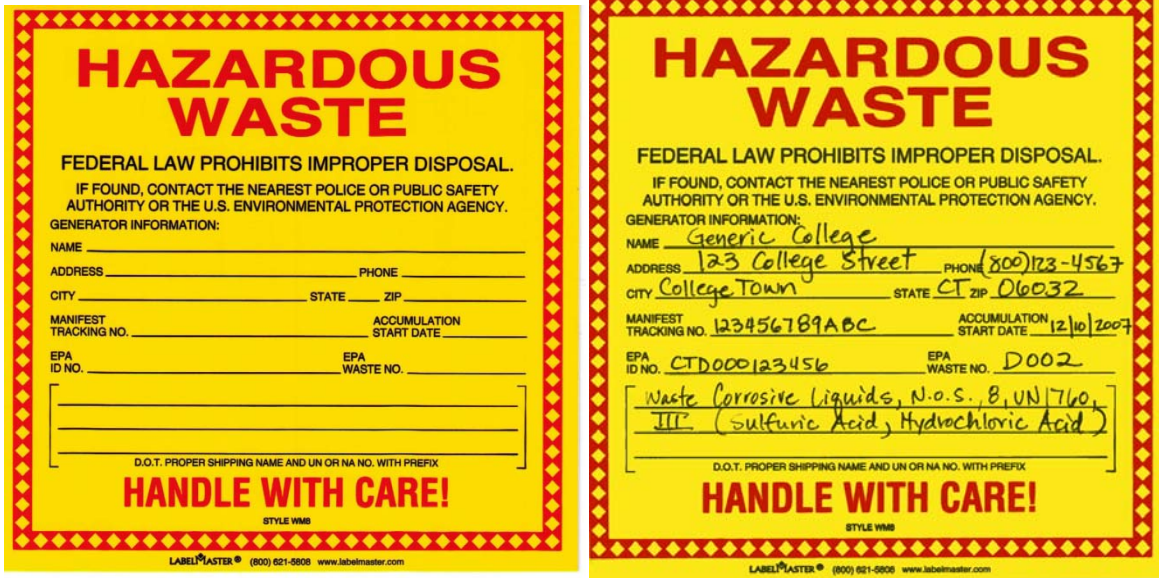 HAZARDOUS
WASTE
FEDERAL LAW PROHIBITS IMPROPER DISPOSAL.
IF FOUND, CONTACT THE NEAREST POLICE OR PUBLIC SAFETY
AUTHORITY OR THE U.S. ENVIRONMENTAL PROTECTION AGENCY.
GENERATOR INFORMATION:
NAME
ADDRESS PHONE
CITY STATE ZIP
MANIFEST ACCUMULATION
TRACKING NO. START DATE
EPA EPA
ID NO. WASTE NO.
D.O.T. PROPER SHIPPING NAME AND UN OR NA NO. WITH PREFIX
HANDLE WITH CARE!
STYLE WM8
LABELMASTER® (800) 621-5808 www.labelmaster.com
HAZARDOUS
WASTE
FEDERAL LAW PROHIBITS IMPROPER DISPOSAL.
IF FOUND, CONTACT THE NEAREST POLICE OR PUBLIC SAFETY
AUTHORITY OR THE U.S. ENVIRONMENTAL PROTECTION AGENCY.
GENERATOR INFORMATION:
NAME Generic College
ADDRESS 123 College Street PHONE (800)123-4567
CITY College Town STATE CT ZIP 06032
MANIFEST ACCUMULATION
TRACKING NO. 123456789ABC START DATE 12/10/2007
EPA EPA
ID NO. CTD000123456 WASTE NO. D002
Waste Corrosive Liquids, N.O.S., 8, UN1760,
III (Sulfuric Acid, Hydrochloric Acid)
D.O.T. PROPER SHIPPING NAME AND UN OR NA NO. WITH PREFIX
HANDLE WITH CARE!
STYLE WM8
LABELMASTER® (800) 621-5808 www.labelmaster.com